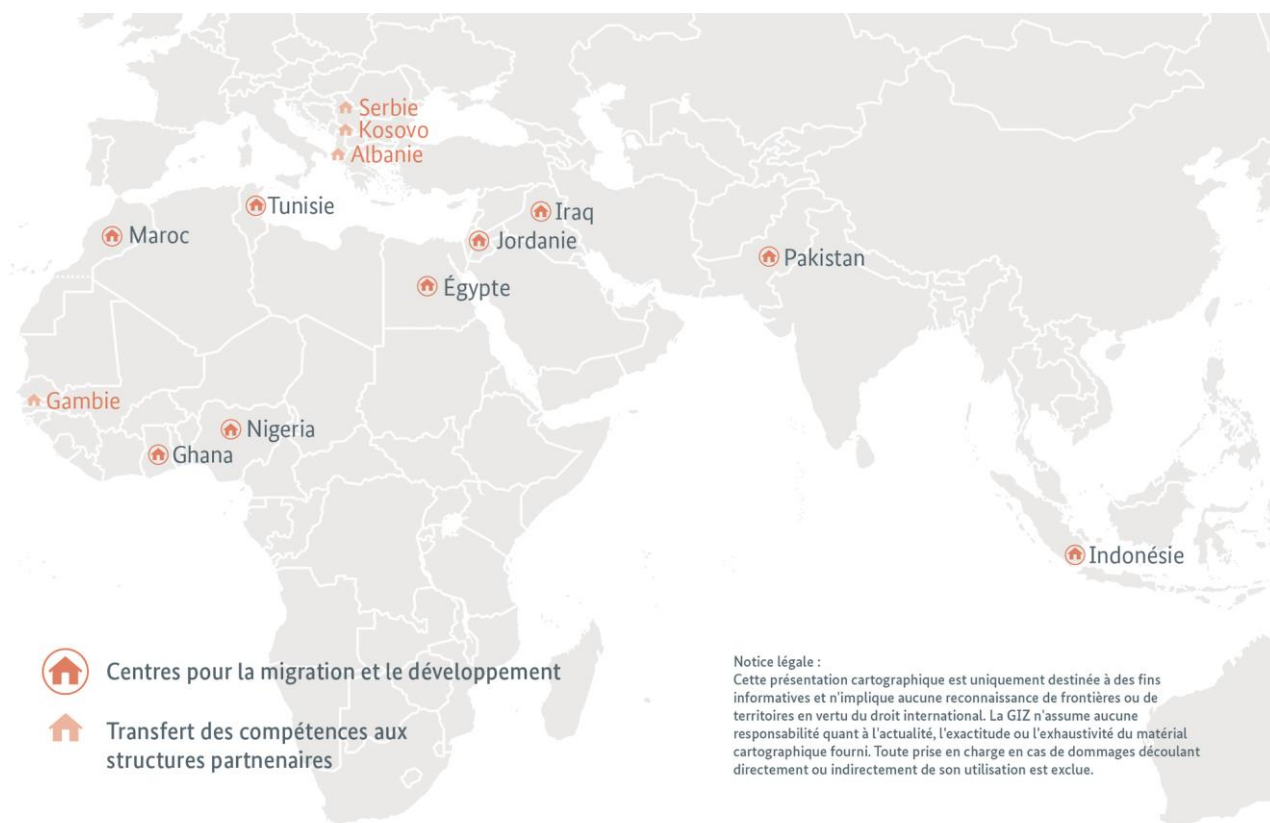 Serbie
Kosovo
Albanie
Tunisie
Iraq
Maroc
Jordanie
Pakistan
Égypte
Gambie
Nigeria
Ghana
Indonésie
Centres pour la migration et le développement
Transfert des compétences aux
structures partnenaires
Notice légale :
Cette présentation cartographique est uniquement destinée à des fins
informatives et n'implique aucune reconnaissance de frontières ou de
territoires en vertu du droit international. La GIZ n'assume aucune
responsabilité quant à l'actualité, l'exactitude ou l'exhaustivité du matérial
cartographique fourni. Toute prise en charge en cas de dommages découlant
directement ou indirectement de son utilisation est exclue.